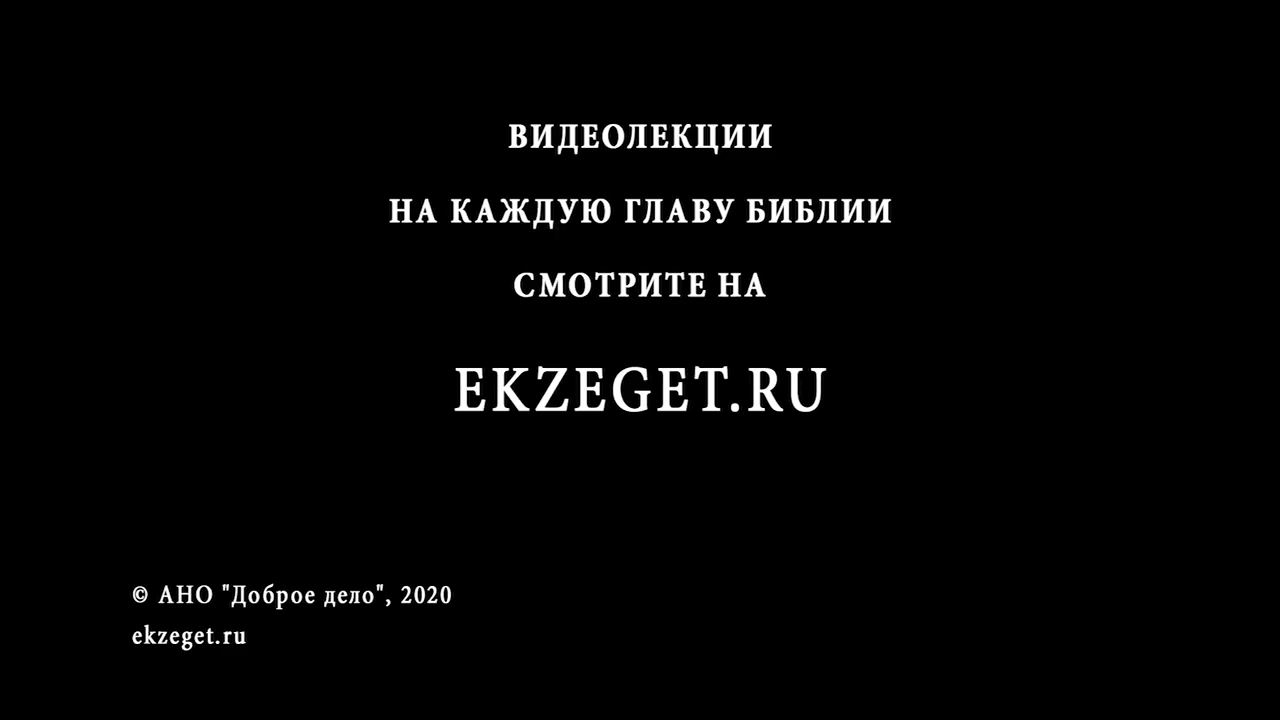 ВИДЕОЛЕКЦИИ
НА КАЖДУЮ ГЛАВУ БИБЛИИ
СМОТРИТЕ НА
EKZEGET.RU
© АНО "Доброе дело", 2020
ekzeget.ru